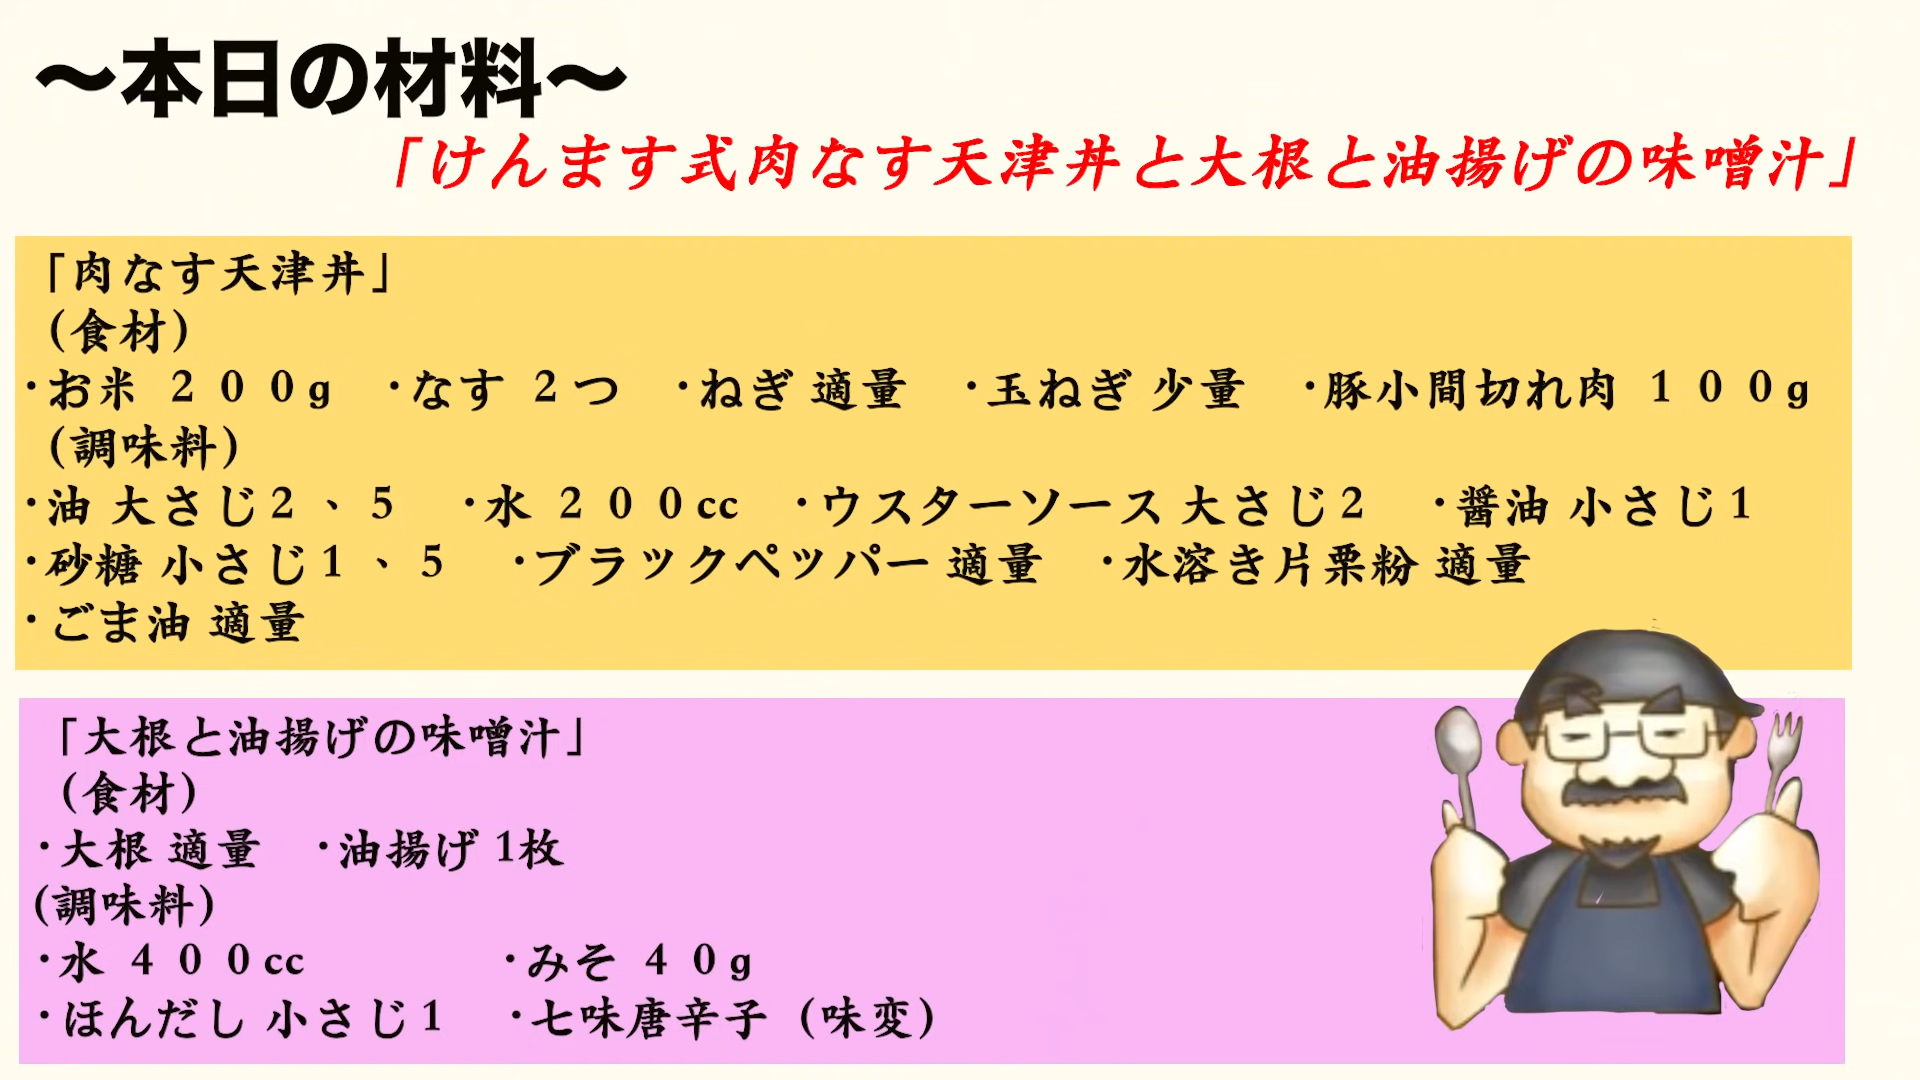 ～本日の材料～
「けんます式肉なす天津丼と大根と油揚げの味噌汁」
「肉なす天津丼」
（食材）
・お米 ２００g ・なす ２つ ・ねぎ 適量 ・玉ねぎ 少量 ・豚小間切れ肉 １００g
（調味料）
・油 大さじ２、５ ・水 ２００cc ・ウスターソース 大さじ２ ・醤油 小さじ１
・砂糖 小さじ１、５ ・ブラックペッパー 適量 ・水溶き片栗粉 適量
・ごま油 適量
「大根と油揚げの味噌汁」
（食材）
・大根 適量 ・油揚げ 1枚
(調味料)
・水 ４００cc ・みそ ４０g
・ほんだし 小さじ１ ・七味唐辛子（味変）